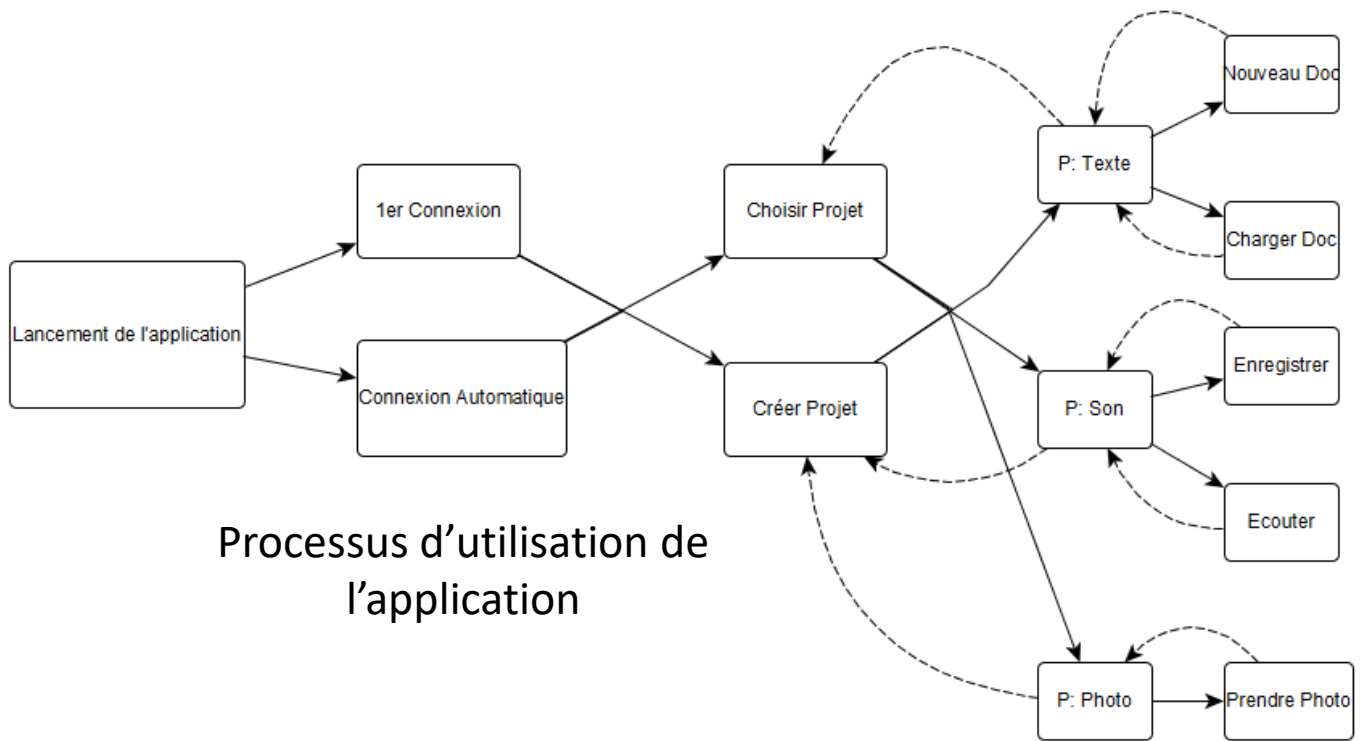 Nouveau Doc
P: Texte
1er Connexion
Choisir Projet
Charger Doc
Lancement de l'application
Enregistrer
Connexion Automatique
Créer Projet
P: Son
Ecouter
Processus d’utilisation de
l’application
P: Photo
Prendre Photo